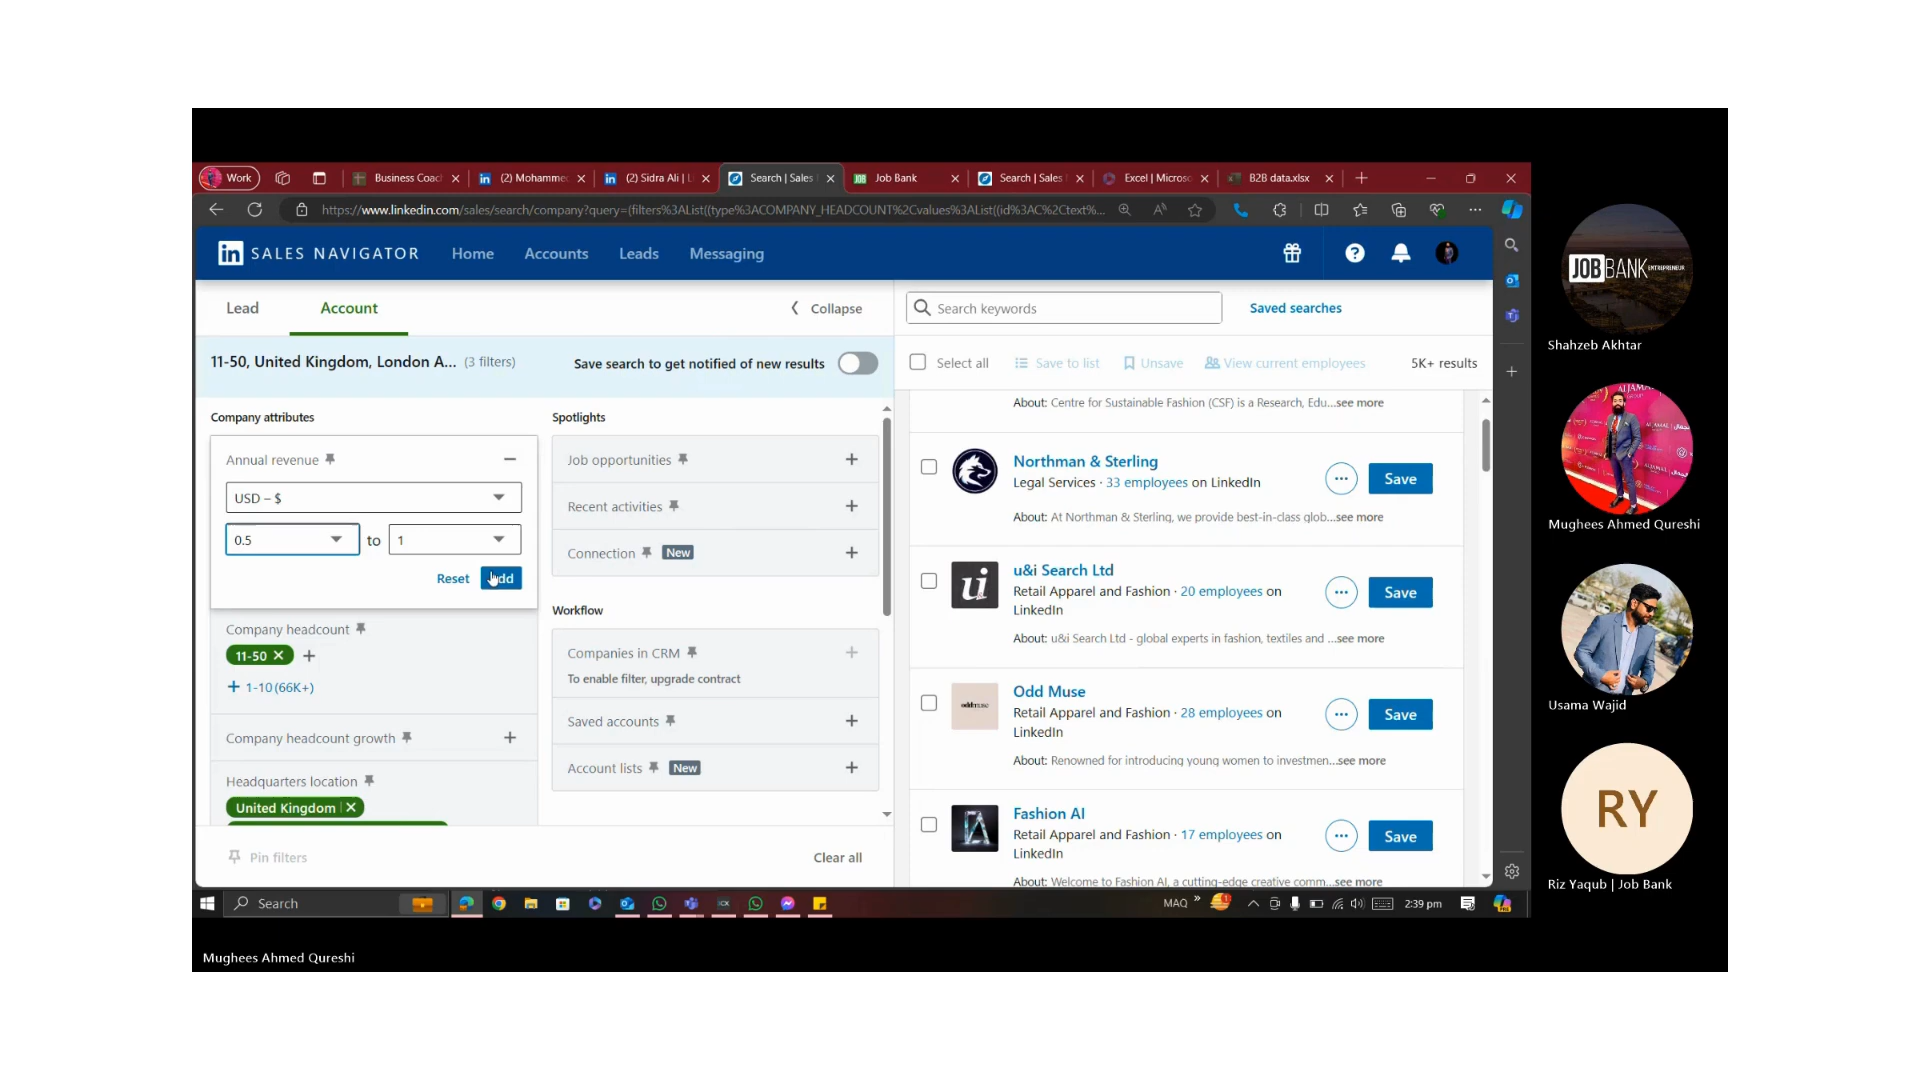 Work
Business Coac
(2) Mohamme
(2) Sidra Ali | L
Search | Sales
Job Bank
Search | Sales
Excel | Microso
B2B data.xlsx
https://www.linkedin.com/sales/search/company?query=(filters%3AList((type%3ACOMPANY_HEADCOUNT%2Cvalues%3AList((id%3AC%2Ctext%...
in SALES NAVIGATOR
Home
Accounts
Leads
Messaging
Lead
Account
Collapse
Search keywords
Saved searches
11-50, United Kingdom, London A... (3 filters)
Save search to get notified of new results
Select all
Save to list
Unsave
View current employees
5K+ results
Company attributes
Annual revenue
USD – $
0.5
to
1
Reset
Company headcount
11-50
1-10 (66K+)
Company headcount growth
Headquarters location
United Kingdom
Pin filters
Clear all
Spotlights
Job opportunities
Recent activities
Connection New
Workflow
Companies in CRM
To enable filter, upgrade contract
Saved accounts
Account lists New
About: Centre for Sustainable Fashion (CSF) is a Research, Edu...see more
Northman & Sterling
Legal Services · 33 employees on LinkedIn
Save
About: At Northman & Sterling, we provide best-in-class glob...see more
ui
u&i Search Ltd
Retail Apparel and Fashion · 20 employees on
LinkedIn
Save
About: u&i Search Ltd - global experts in fashion, textiles and ...see more
oddmuse
Odd Muse
Retail Apparel and Fashion · 28 employees on
LinkedIn
Save
About: Renowned for introducing young women to investmen...see more
Fashion AI
Retail Apparel and Fashion · 17 employees on
LinkedIn
Save
About: Welcome to Fashion AI, a cutting-edge creative comm...see more
Search
MAQ
2:39 pm
Mughees Ahmed Qureshi
JOB BANK ENTREPRENEUR
Shahzeb Akhtar
Mughees Ahmed Qureshi
Usama Wajid
RY
Riz Yaqub | Job Bank